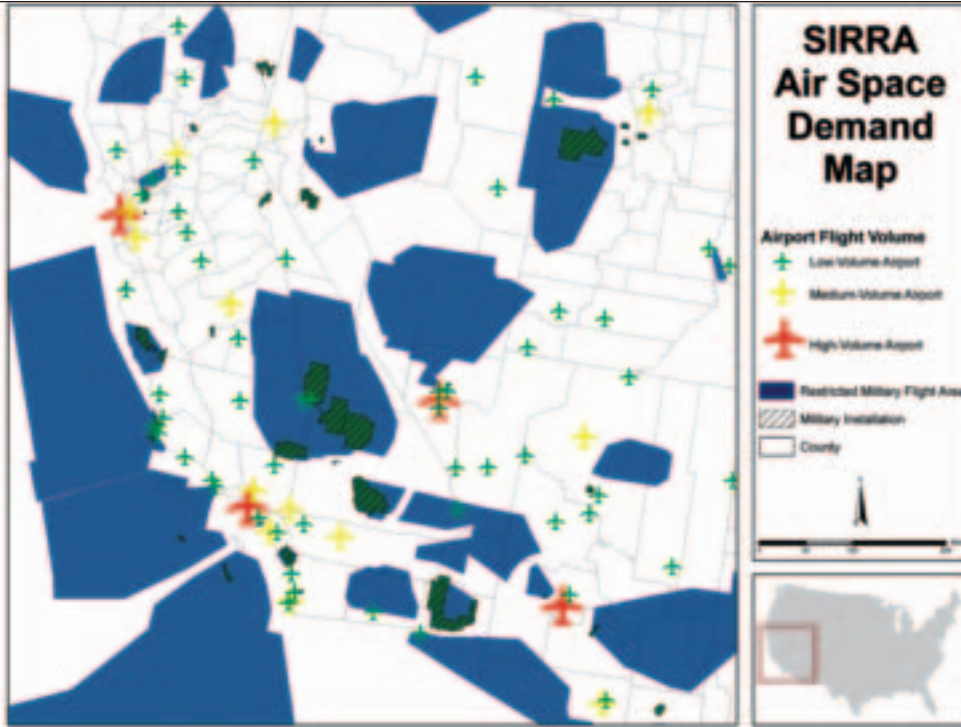 SIRRA
Air Space
Demand
Map
Airport Flight Volume
Low-Volume Airport
Medium-Volume Airport
High-Volume Airport
Restricted Military Flight Area
Military Installation
County